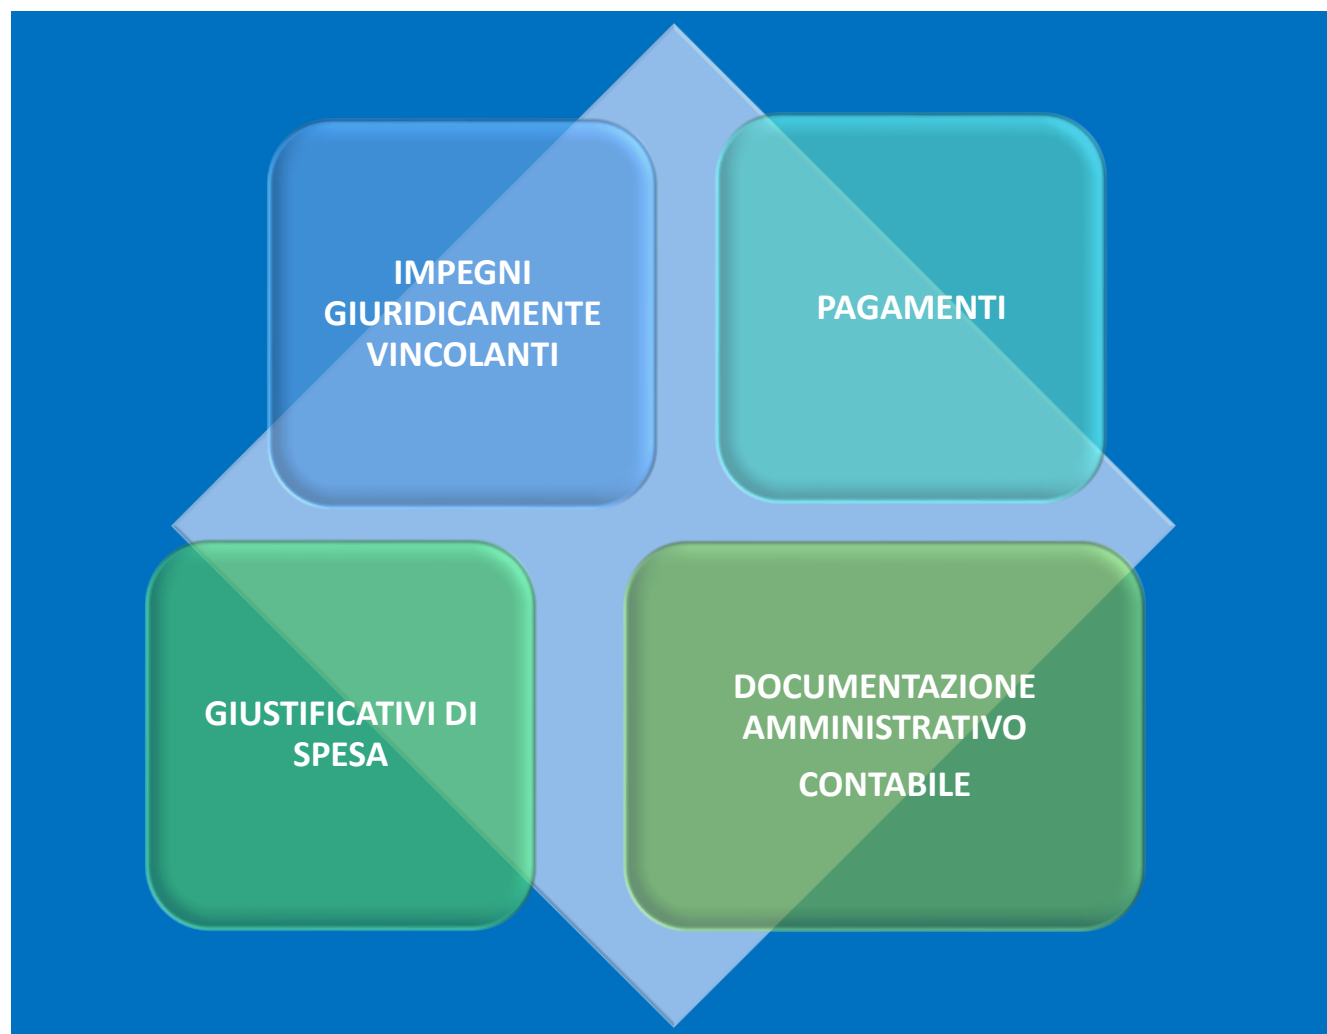 IMPEGNI
GIURIDICAMENTE
VINCOLANTI
PAGAMENTI
GIUSTIFICATIVI DI
SPESA
DOCUMENTAZIONE
AMMINISTRATIVO
CONTABILE